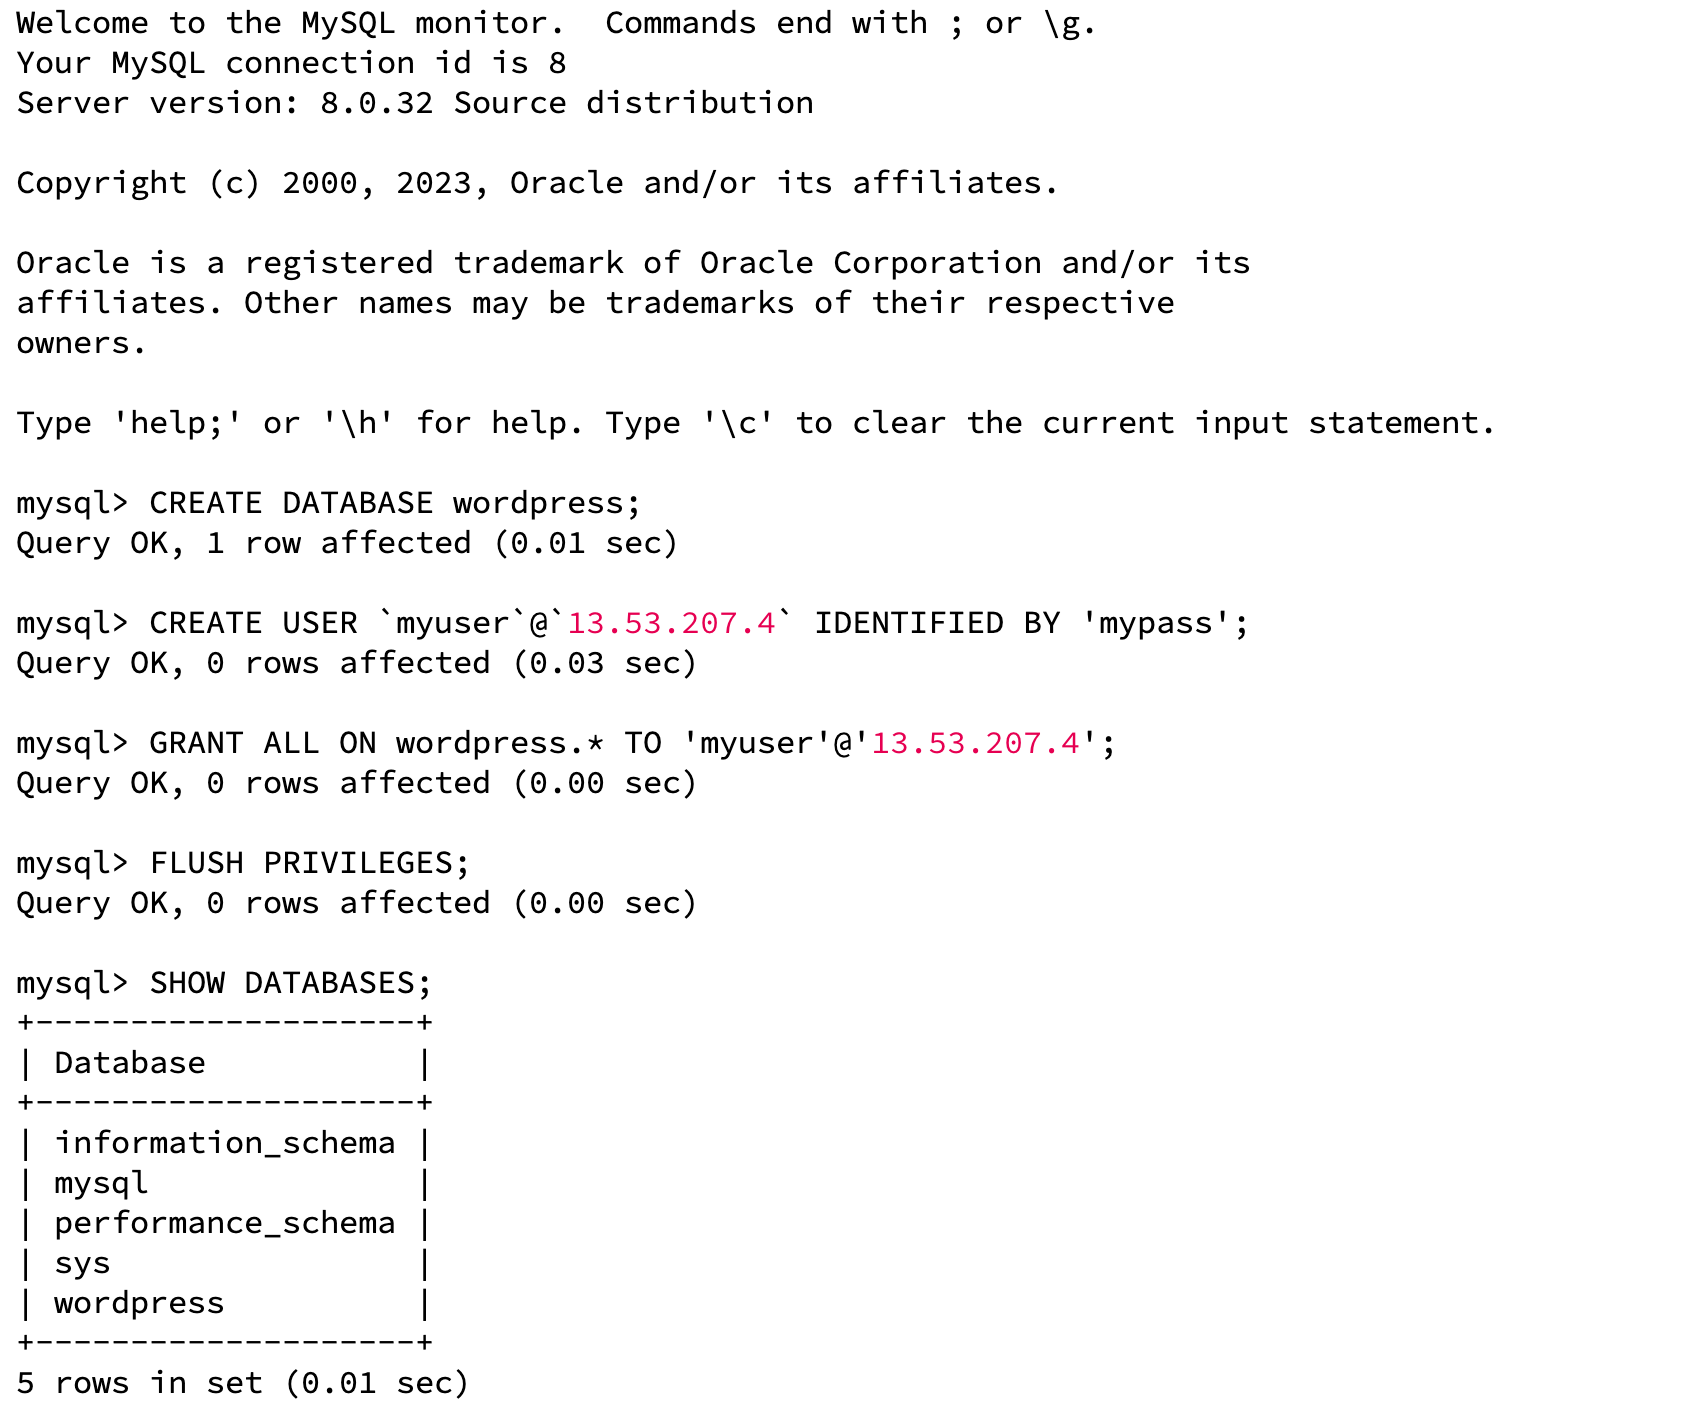 Welcome to the MySQL monitor.  Commands end with ; or \g.
Your MySQL connection id is 8
Server version: 8.0.32 Source distribution
Copyright (c) 2000, 2023, Oracle and/or its affiliates.
Oracle is a registered trademark of Oracle Corporation and/or its
affiliates. Other names may be trademarks of their respective
owners.
Type 'help;' or '\h' for help. Type '\c' to clear the current input statement.
mysql> CREATE DATABASE wordpress;
Query OK, 1 row affected (0.01 sec)
mysql> CREATE USER `myuser`@`13.53.207.4` IDENTIFIED BY 'mypass';
Query OK, 0 rows affected (0.03 sec)
mysql> GRANT ALL ON wordpress.* TO 'myuser'@'13.53.207.4';
Query OK, 0 rows affected (0.00 sec)
mysql> FLUSH PRIVILEGES;
Query OK, 0 rows affected (0.00 sec)
mysql> SHOW DATABASES;
+--------------------+
| Database           |
+--------------------+
| information_schema |
| mysql              |
| performance_schema |
| sys                |
| wordpress          |
+--------------------+
5 rows in set (0.01 sec)